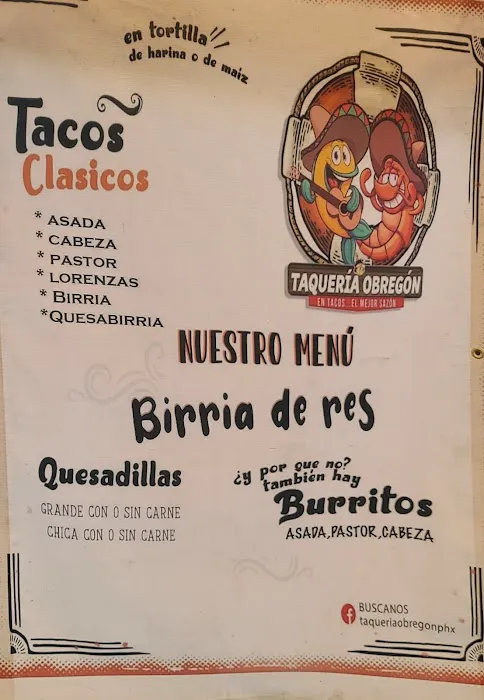 en tortilla
de harina o de maiz
Tacos
Clasicos
* ASADA
* CABEZA
* PASTOR
* LORENZAS
* BIRRIA
*QUESABIRRIA
TAQUERÍA OBREGÓN
EN TACOS...EL MEJOR SAZÓN
NUESTRO MENÚ
Birria de res
Quesadillas
GRANDE CON O SIN CARNE
CHICA CON O SIN CARNE
¿y por que no?
también hay
Burritos
ASADA,PASTOR,CABEZA
BUSCANOS
taqueriaobregonphx